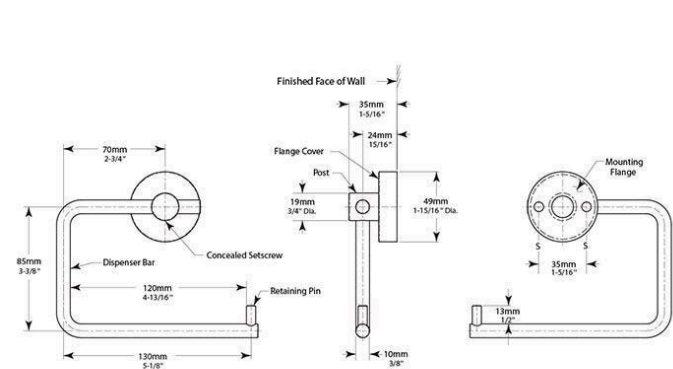 Finished Face of Wall
35mm
1-5/16"
24mm
15/16"
70mm
2-3/4"
Flange Cover
Post
Mounting
Flange
19mm
3/4" Dia.
49mm
1-15/16" Dia.
85mm
3-3/8"
Dispenser Bar
Concealed Setscrew
S
S
35mm
1-5/16"
120mm
4-13/16"
Retaining Pin
13mm
1/2"
130mm
5-1/8"
10mm
3/8"